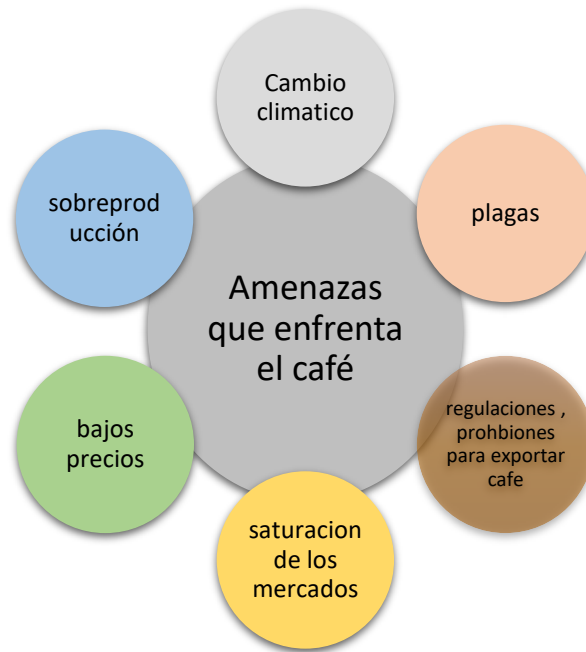 Cambio
climatico
plagas
regulaciones ,
prohbiones
para exportar
cafe
saturacion
de los
mercados
bajos
precios
sobreprod
ucción
Amenazas
que enfrenta
el café